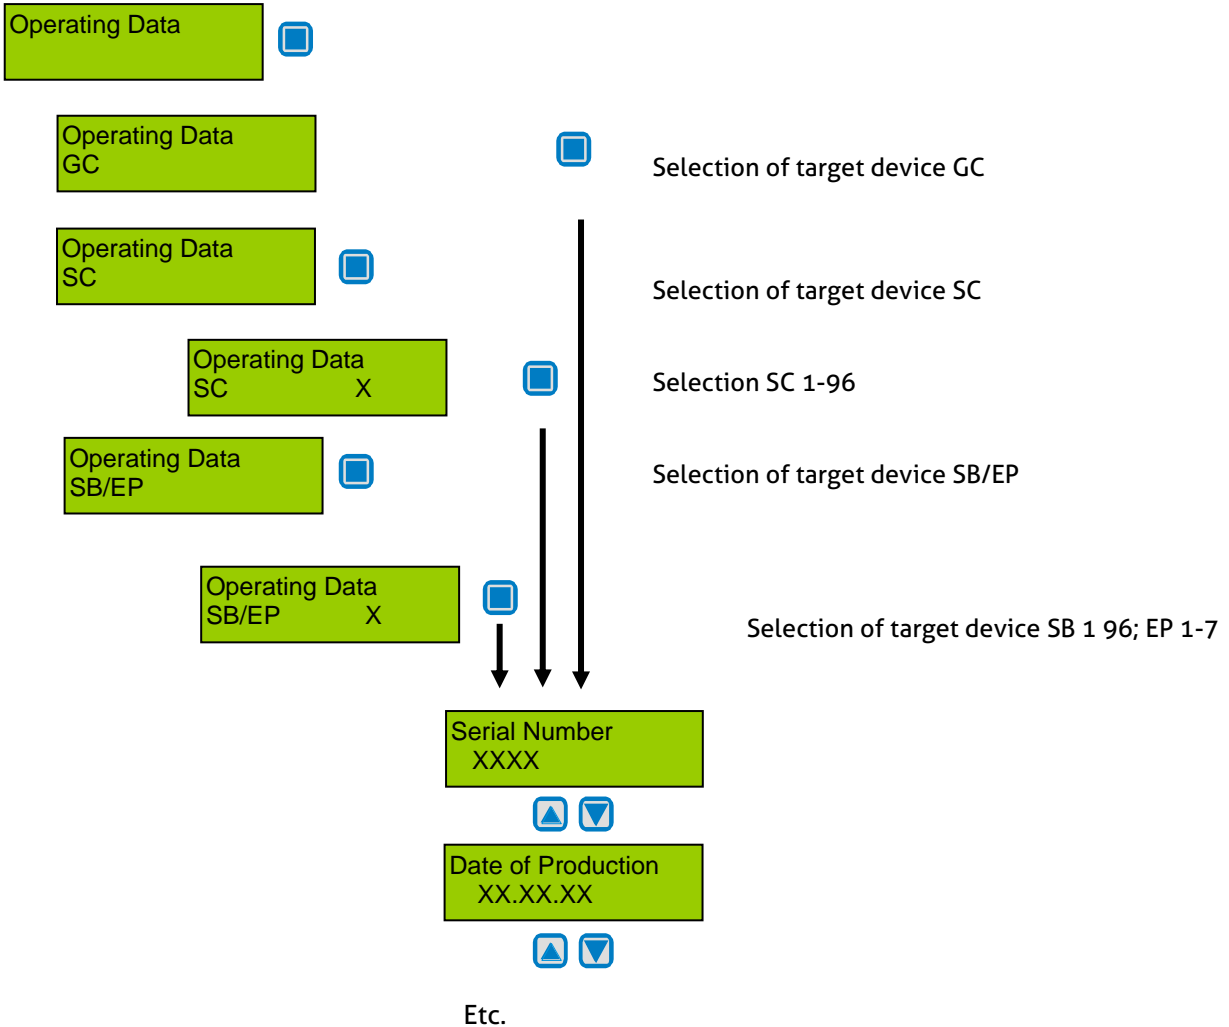 Operating Data
Operating Data
GC
Selection of target device GC
Operating Data
SC
Selection of target device SC
Operating Data
SC X
Selection SC 1-96
Operating Data
SB/EP
Selection of target device SB/EP
Operating Data
SB/EP X
Selection of target device SB 1 96; EP 1-7
Serial Number
XXXX
Date of Production
XX.XX.XX
Etc.